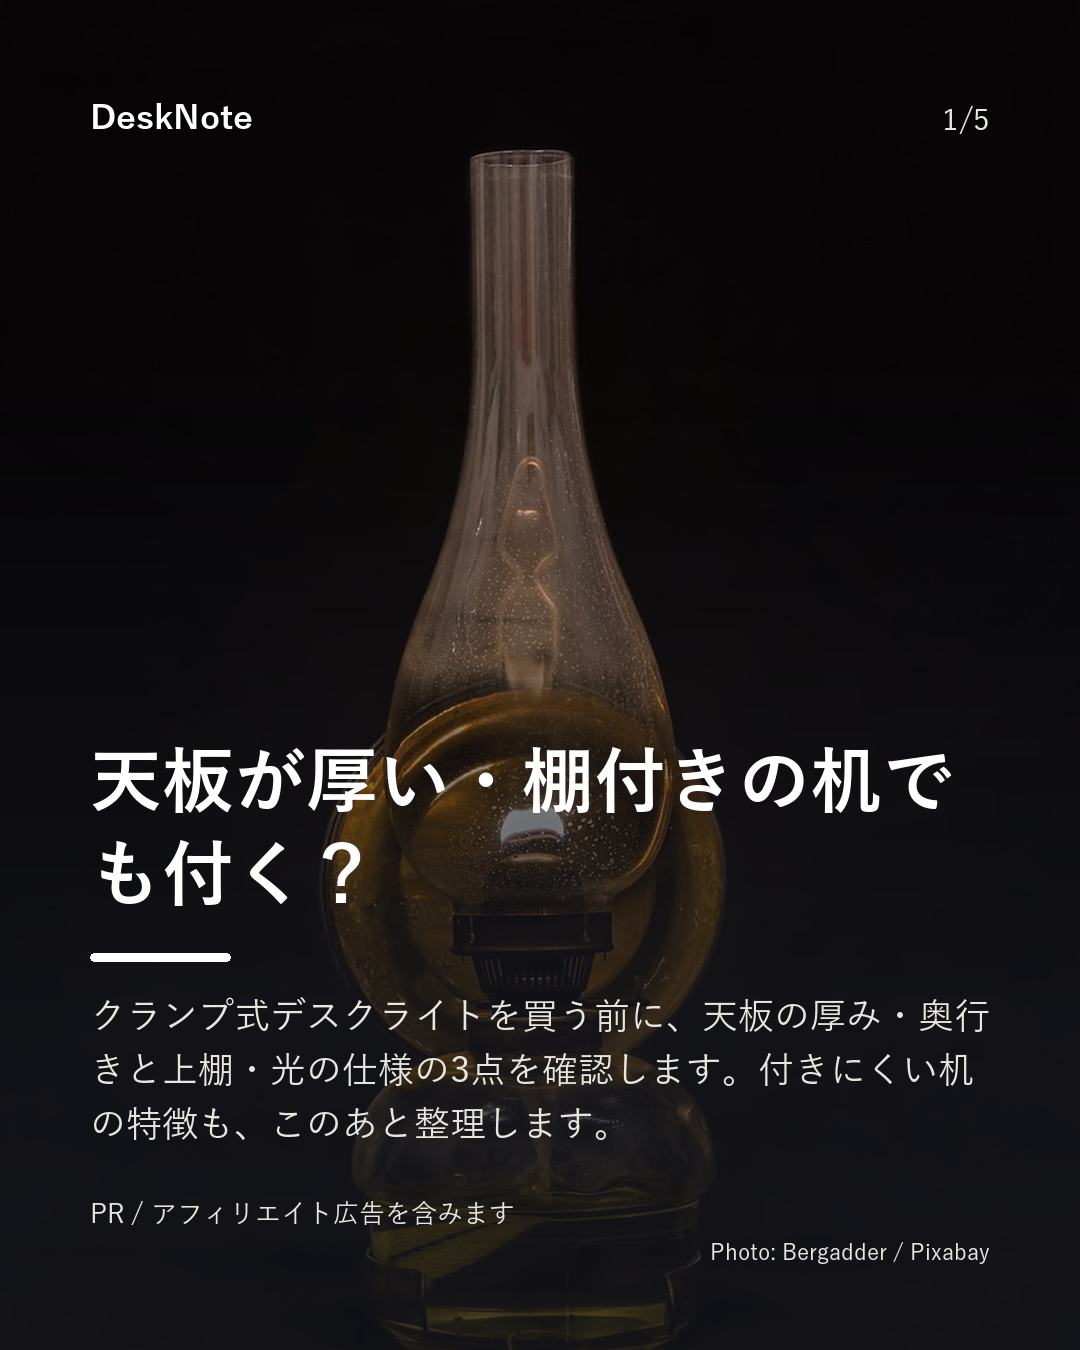 DeskNote
1/5
天板が厚い・棚付きの机で
も付く？
クランプ式デスクライトを買う前に、天板の厚み・奥行
きと上棚・光の仕様の3点を確認します。付きにくい机
の特徴も、このあと整理します。
PR / アフィリエイト広告を含みます
Photo: Bergadder / Pixabay